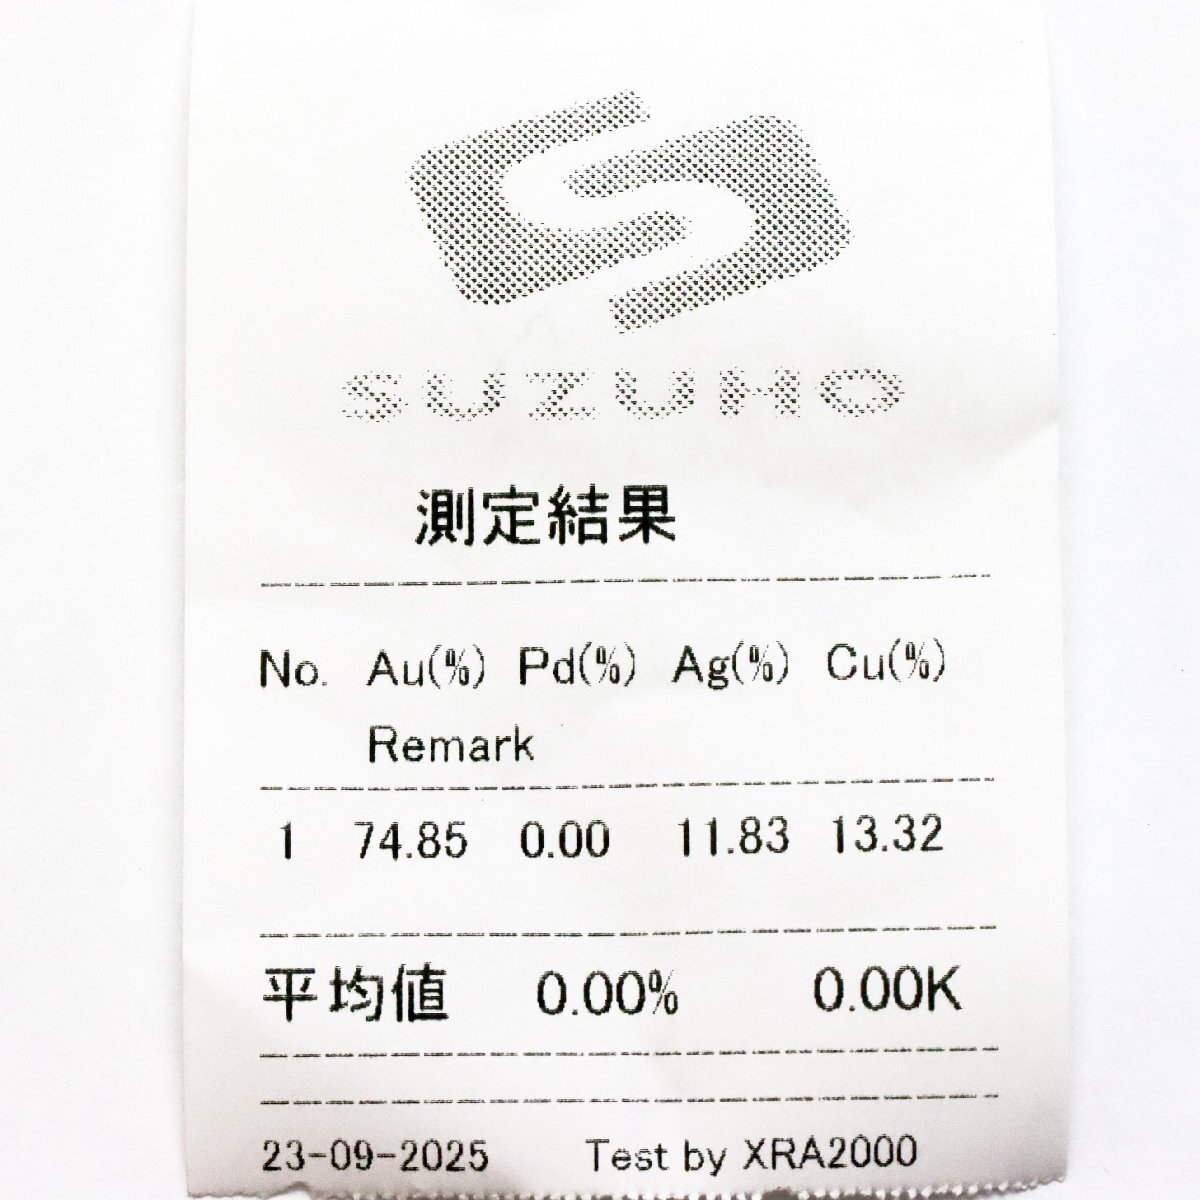 SUZUHO
測定結果
No. Au(%) Pd(%) Ag(%) Cu(%)
Remark
1 74.85 0.00 11.83 13.32
平均値 0.00% 0.00K
23-09-2025 Test by XRA2000